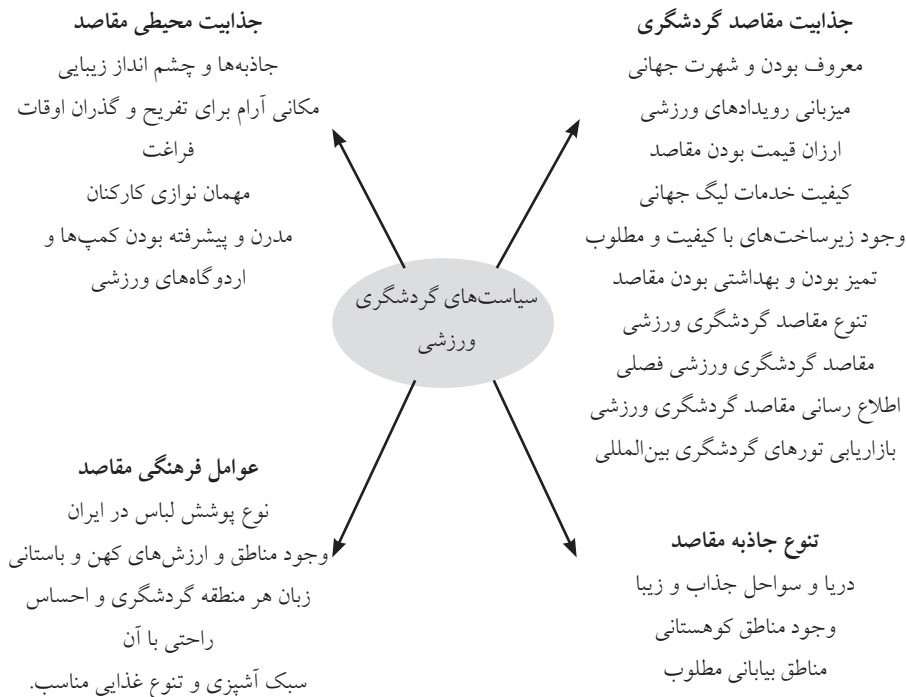 جذابیت مقاصد گردشگری
معروف بودن و شهرت جهانی
میزبانی رویدادهای ورزشی
ارزان قیمت بودن مقاصد
کیفیت خدمات لیگ جهانی
وجود زیرساخت‌های با کیفیت و مطلوب
تمیز بودن و بهداشتی بودن مقاصد
تنوع مقاصد گردشگری ورزشی
مقاصد گردشگری ورزشی فصلی
اطلاع رسانی مقاصد گردشگری ورزشی
بازاریابی تورهای گردشگری بین‌المللی
جذابیت محیطی مقاصد
جاذبه‌ها و چشم انداز زیبایی
مکانی آرام برای تفریح و گذران اوقات
فراغت
مهمان نوازی کارکنان
مدرن و پیشرفته بودن کمپ‌ها و
اردوگاه‌های ورزشی
سیاست‌های گردشگری
ورزشی
تنوع جاذبه مقاصد
دریا و سواحل جذاب و زیبا
وجود مناطق کوهستانی
مناطق بیابانی مطلوب
عوامل فرهنگی مقاصد
نوع پوشش لباس در ایران
وجود مناطق و ارزش‌های کهن و باستانی
زبان هر منطقه گردشگری و احساس
راحتی با آن
سبک آشپزی و تنوع غذایی مناسب.